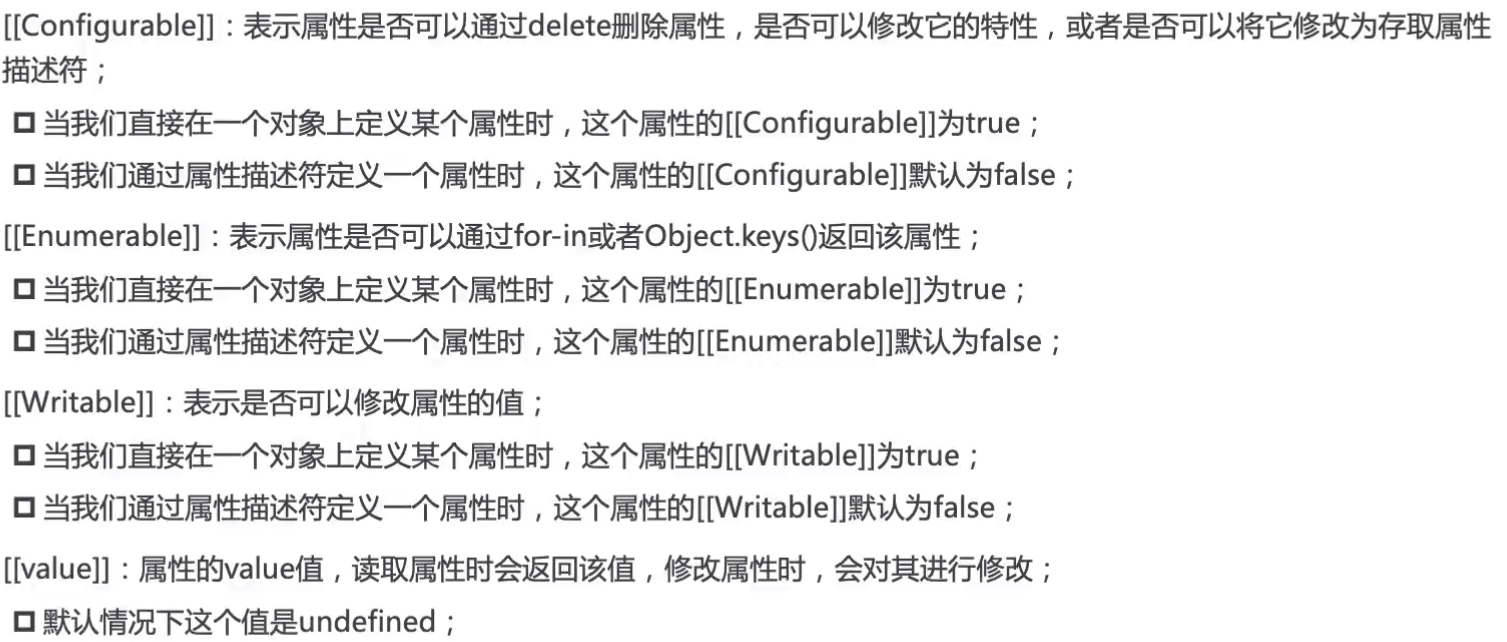 [[Configurable]]：表示属性是否可以通过delete删除属性，是否可以修改它的特性，或者是否可以将它修改为存取属性
描述符；
当我们直接在一个对象上定义某个属性时，这个属性的[[Configurable]]为true；
当我们通过属性描述符定义一个属性时，这个属性的[[Configurable]]默认为false；
[[Enumerable]]：表示属性是否可以通过for-in或者Object.keys()返回该属性；
当我们直接在一个对象上定义某个属性时，这个属性的[[Enumerable]]为true；
当我们通过属性描述符定义一个属性时，这个属性的[[Enumerable]]默认为false；
[[Writable]]：表示是否可以修改属性的值；
当我们直接在一个对象上定义某个属性时，这个属性的[[Writable]]为true；
当我们通过属性描述符定义一个属性时，这个属性的[[Writable]]默认为false；
[[value]]：属性的value值，读取属性时会返回该值，修改属性时，会对其进行修改；
默认情况下这个值是undefined；